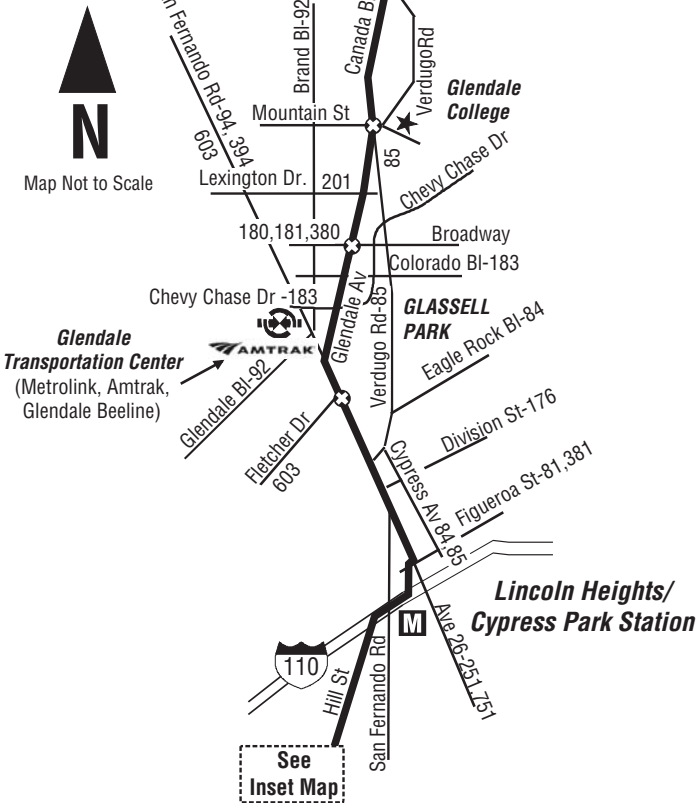 n Fernando Rd-94, 394
603
Brand Bl-92
Canada B
VerdugoRd
Glendale
College
N
Map Not to Scale
Mountain St
85
Chevy Chase Dr
Lexington Dr. 201
180,181,380
Broadway
Colorado Bl-183
Chevy Chase Dr -183
Glendale Av
Verdugo Rd-85
GLASSELL
PARK
Glendale
Transportation Center
(Metrolink, Amtrak,
Glendale Beeline)
AMTRAK
Glendale Bl-92
Eagle Rock Bl-84
Fletcher Dr
603
Division St-176
Cypress Av 84,85
Figueroa St-81,381
Lincoln Heights/
Cypress Park Station
M
Ave 26-251,751
110
Hill St
San Fernando Rd
See
Inset Map